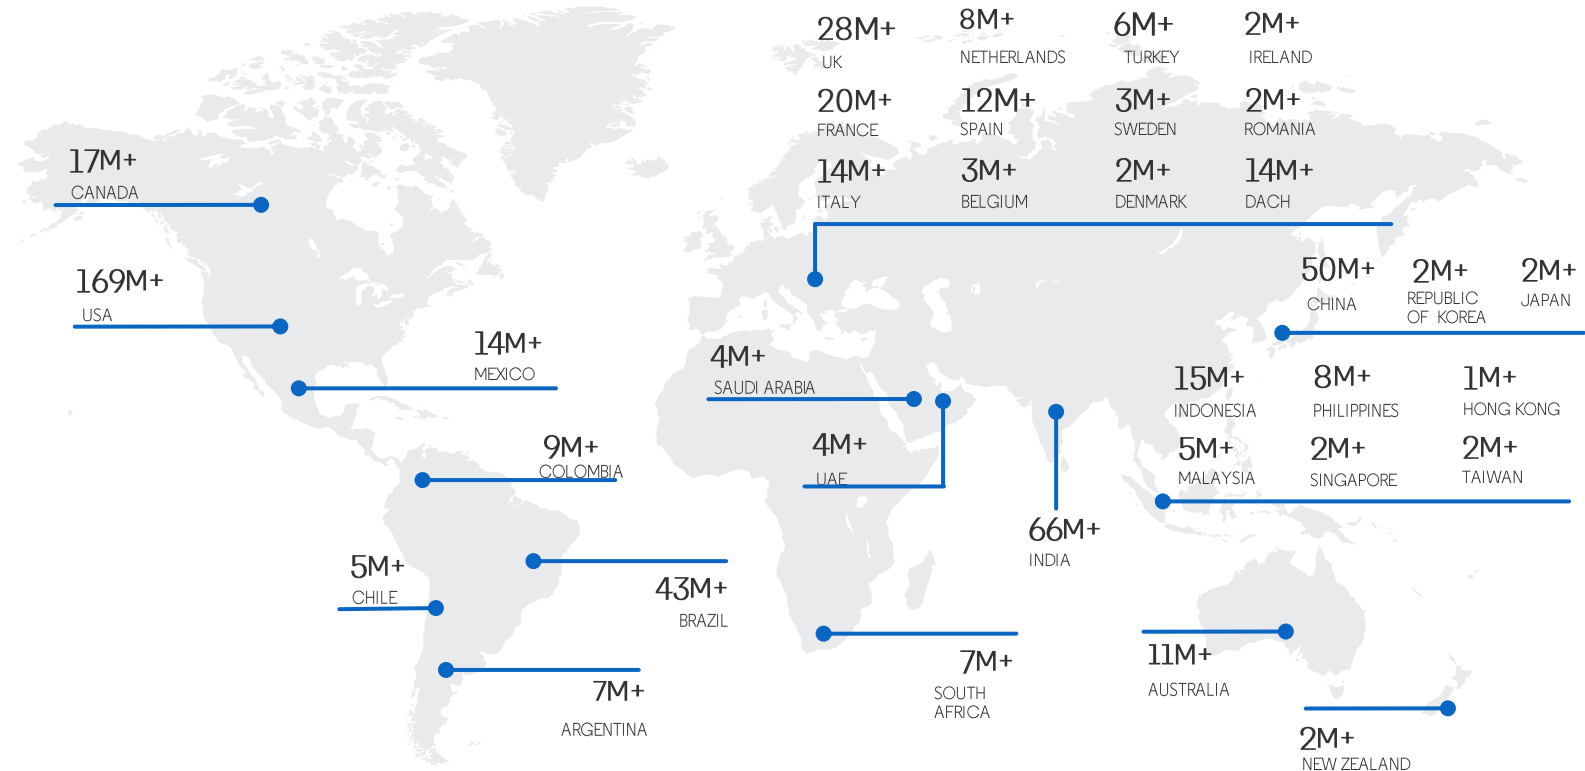 28M+
UK
8M+
NETHERLANDS
6M+
TURKEY
2M+
IRELAND
20M+
FRANCE
12M+
SPAIN
3M+
SWEDEN
2M+
ROMANIA
14M+
ITALY
3M+
BELGIUM
2M+
DENMARK
14M+
DACH
17M+
CANADA
169M+
USA
14M+
MEXICO
9M+
COLOMBIA
5M+
CHILE
43M+
BRAZIL
7M+
ARGENTINA
4M+
SAUDI ARABIA
4M+
UAE
66M+
INDIA
7M+
SOUTH
AFRICA
50M+
CHINA
2M+
REPUBLIC
OF KOREA
2M+
JAPAN
15M+
INDONESIA
8M+
PHILIPPINES
1M+
HONG KONG
5M+
MALAYSIA
2M+
SINGAPORE
2M+
TAIWAN
11M+
AUSTRALIA
2M+
NEW ZEALAND